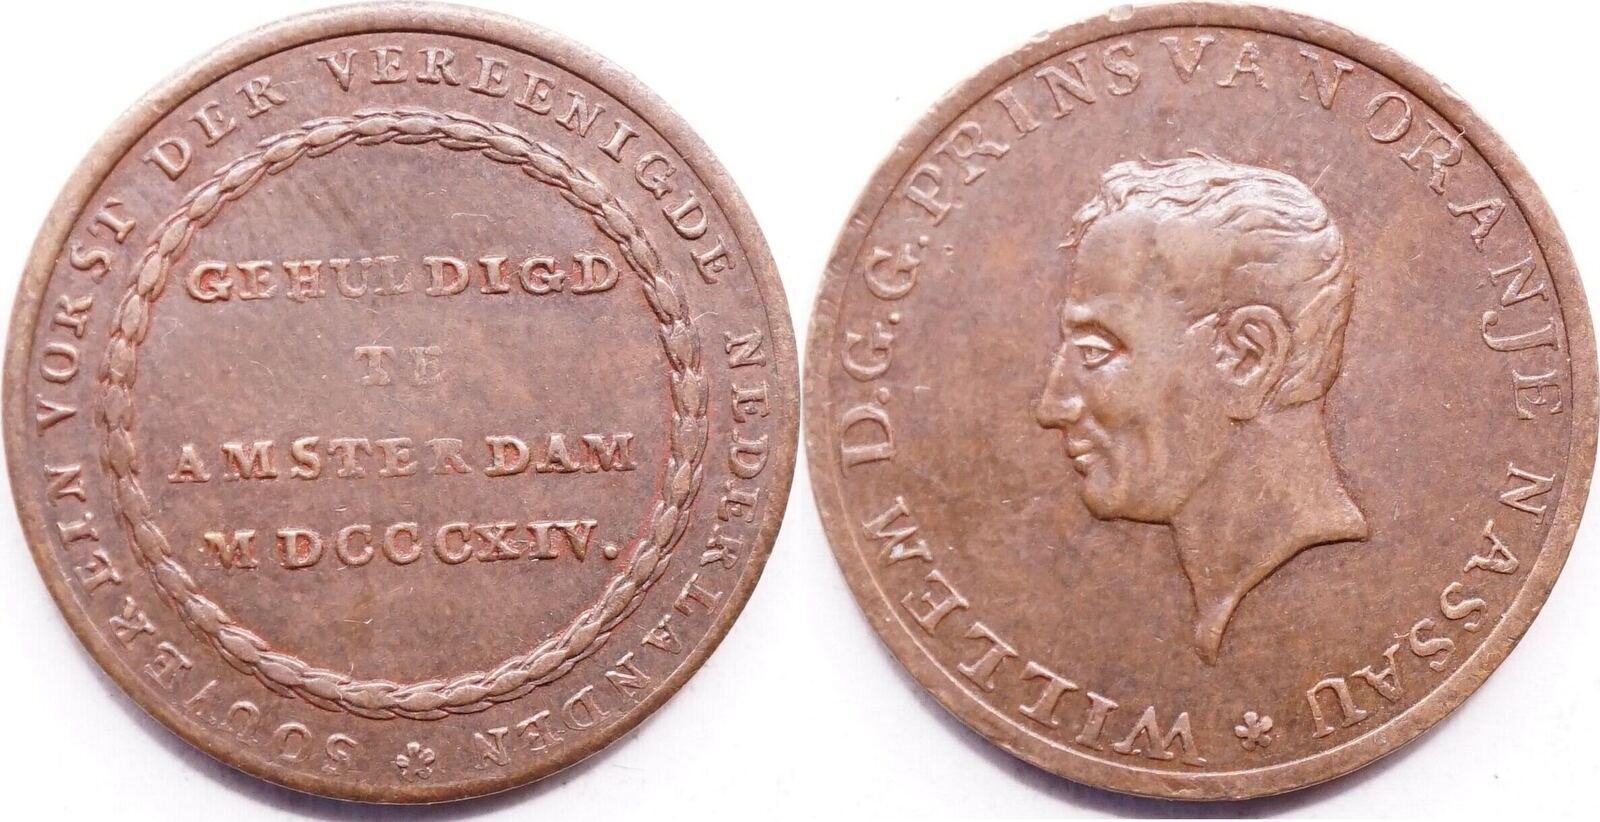 SOUVEREIN VORST DER VEREENIGDE NEDERLANDEN
GEHULDIGD
TE
AMSTERDAM
MDCCCXIV.
WILLEM D.G.G. PRINS VAN ORANJE NASSAU